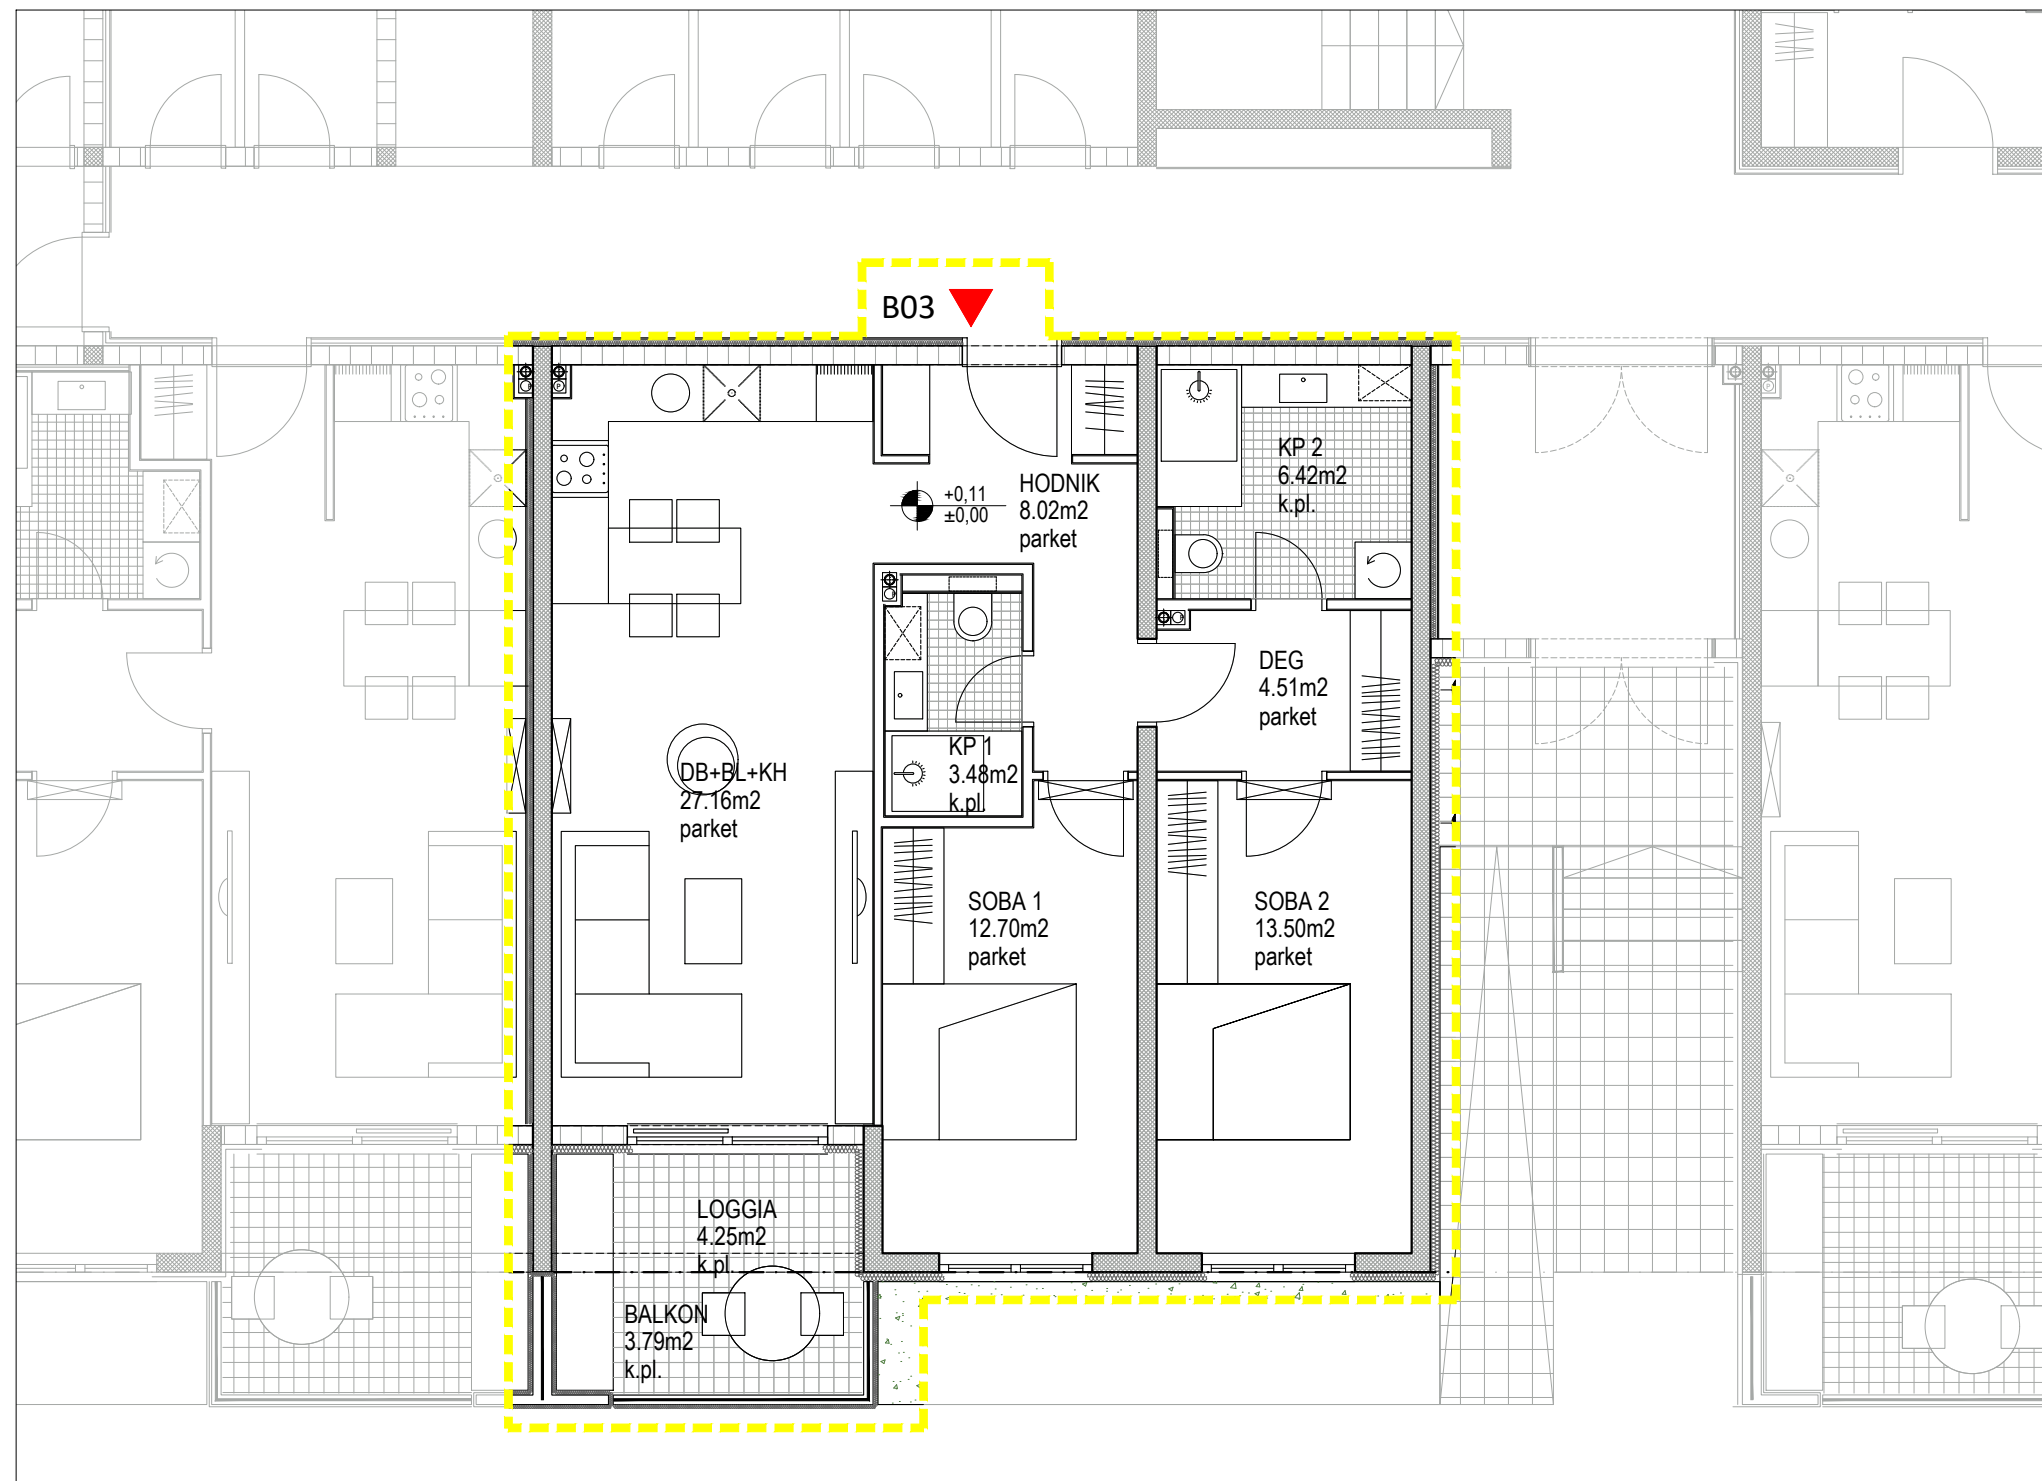 B03
+0,11
±0,00
HODNIK
8.02m2
parket
KP 2
6.42m2
k.pl.
DEG
4.51m2
parket
KP 1
3.48m2
k.pl.
DB+BL+KH
27.16m2
parket
SOBA 1
12.70m2
parket
SOBA 2
13.50m2
parket
LOGGIA
4.25m2
k.pl.
BALKON
3.79m2
k.pl.